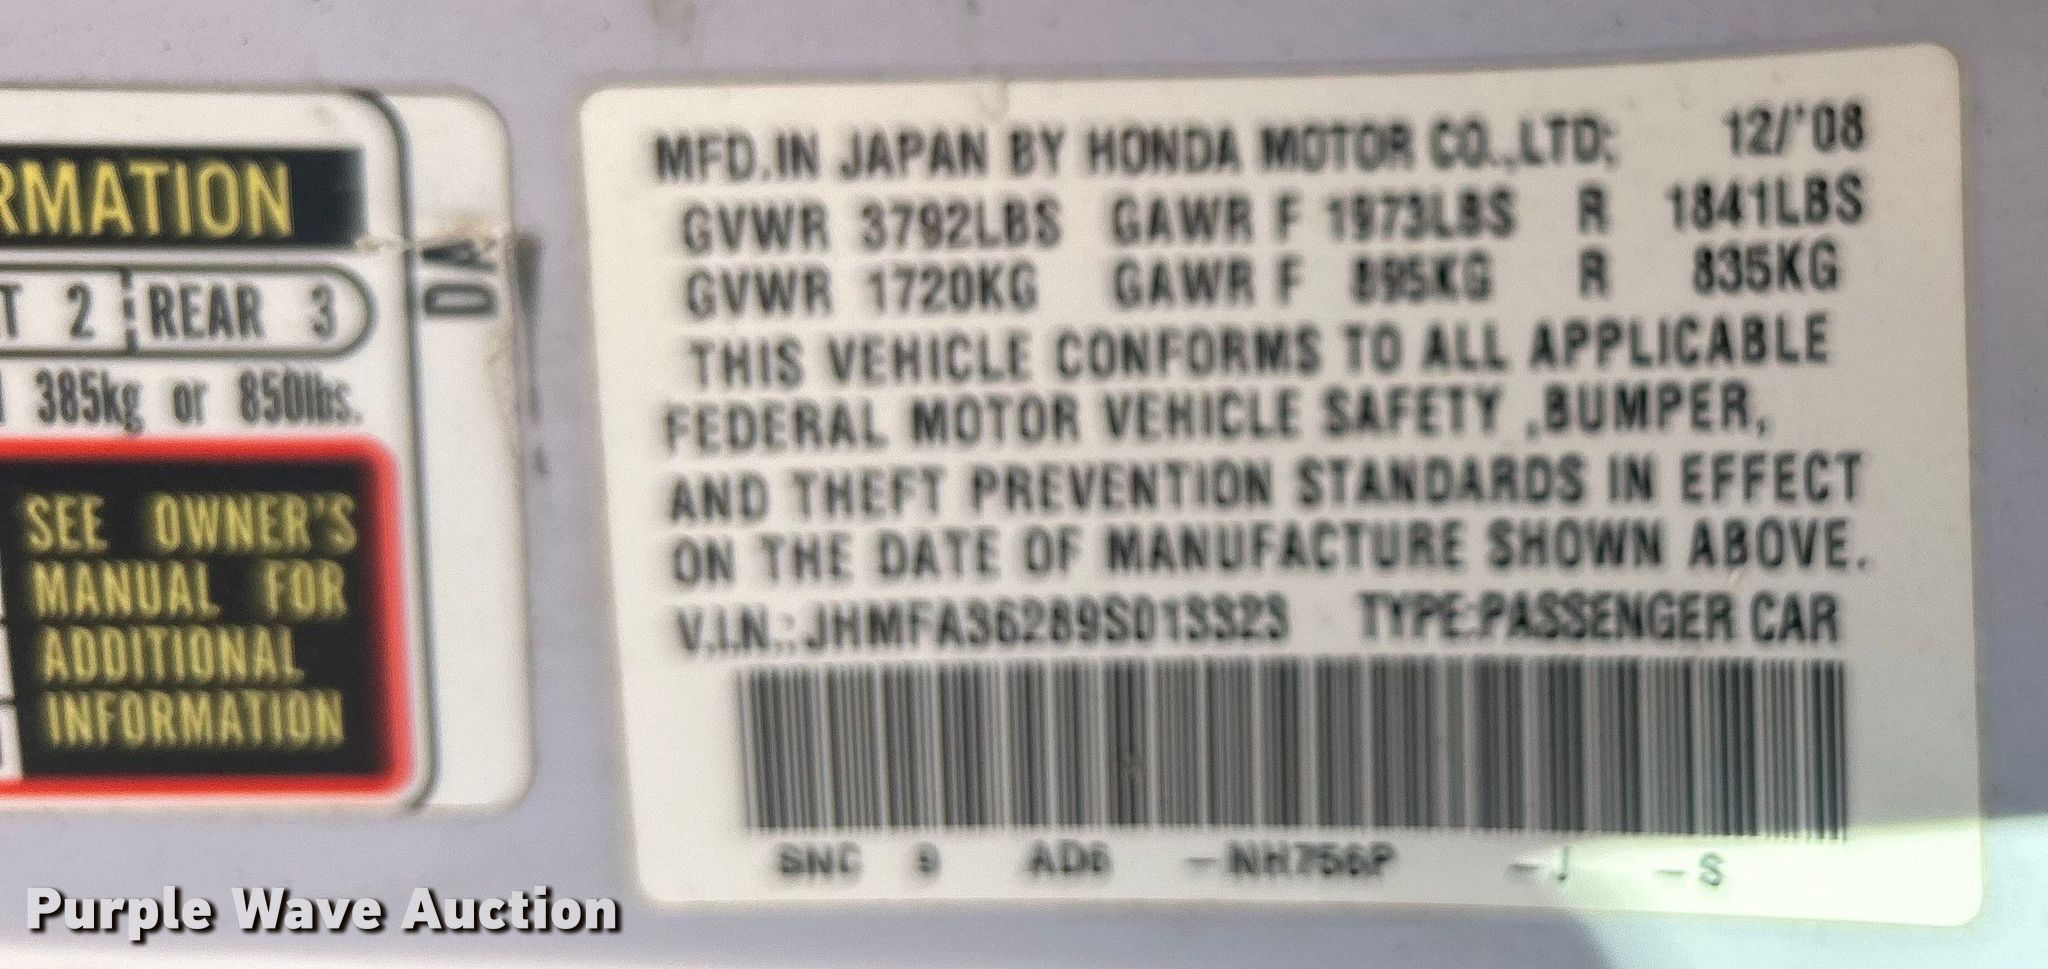 RMATION
T 2 REAR 3
385kg or 850lbs.
SEE OWNER'S
MANUAL FOR
ADDITIONAL
INFORMATION
DA
MFD.IN JAPAN BY HONDA MOTOR CO.,LTD; 12/'08
GVWR 3792LBS GAWR F 1973LBS R 1841LBS
GVWR 1720KG GAWR F 895KG R 835KG
THIS VEHICLE CONFORMS TO ALL APPLICABLE
FEDERAL MOTOR VEHICLE SAFETY ,BUMPER,
AND THEFT PREVENTION STANDARDS IN EFFECT
ON THE DATE OF MANUFACTURE SHOWN ABOVE.
V.I.N.:JHMFA36289S013323 TYPE:PASSENGER CAR
SNC 9 AD6 -NH756P -J -S
Purple Wave Auction